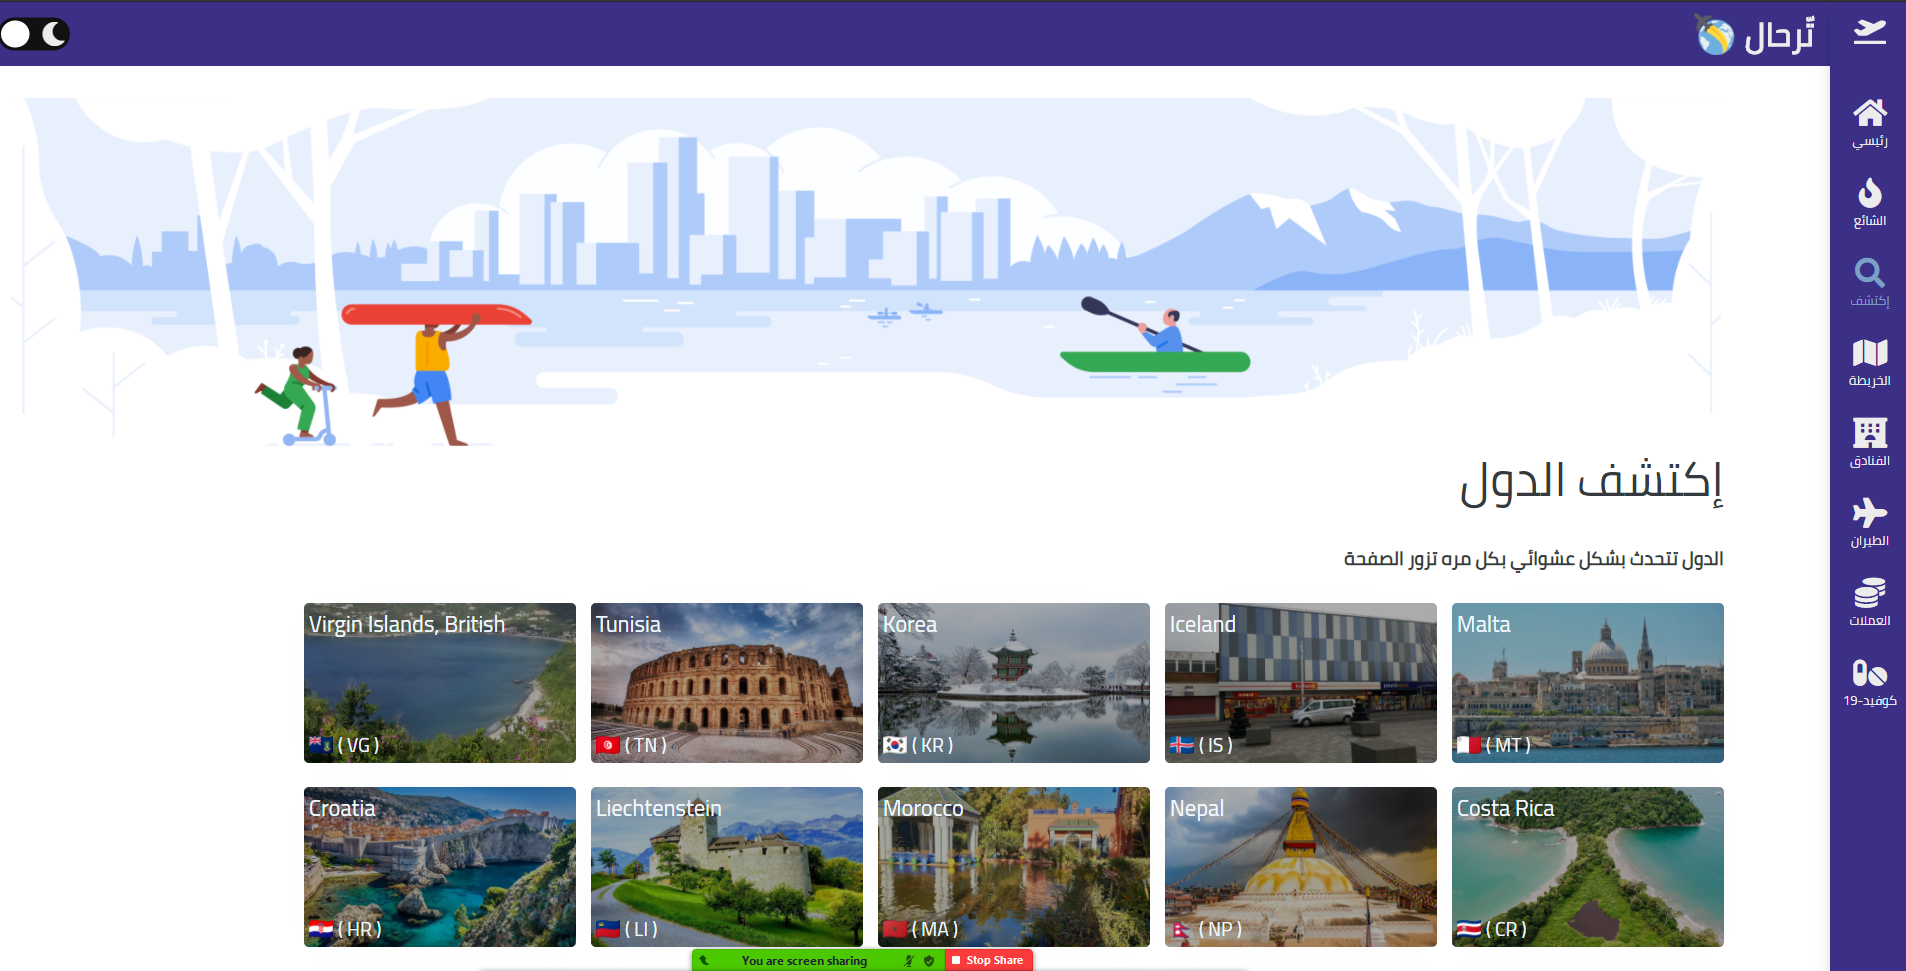 تَّرحال
رئيسي
الشائع
إكتشف
الخريطة
الفنادق
الطيران
العملات
كوفيد-19
إكتشف الدول
الدول تتحدث بشكل عشوائي بكل مره تزور الصفحة
Malta
( MT )
Iceland
( IS )
Korea
( KR )
Tunisia
( TN )
Virgin Islands, British
( VG )
Costa Rica
( CR )
Nepal
( NP )
Morocco
( MA )
Liechtenstein
( LI )
Croatia
( HR )
You are screen sharing
Stop Share